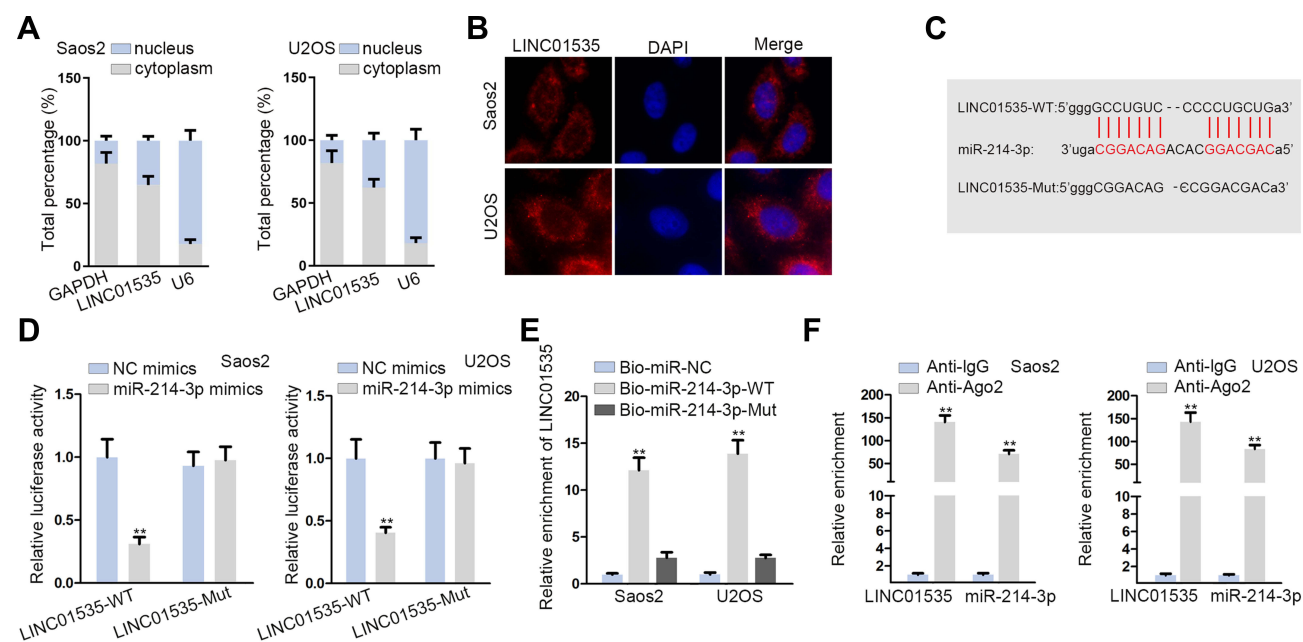 A
Saos2 nucleus
cytoplasm
Total percentage (%)
150
100
50
0
GAPDH
LINC01535
U6
U2OS nucleus
cytoplasm
Total percentage (%)
150
100
50
0
GAPDH
LINC01535
U6
B
LINC01535 DAPI Merge
Saos2
U2OS
C
LINC01535-WT:5'gggGCCUGUC - - CCCCUGCUGa3'
miR-214-3p: 3'ugaCGGACAGACACGGACGACa5'
LINC01535-Mut:5'gggCGGACAG -ЄCGGACGACa3'
D
NC mimics Saos2
miR-214-3p mimics
Relative luciferase activity
1.5
1.0
0.5
0.0
**
LINC01535-WT
LINC01535-Mut
NC mimics U2OS
miR-214-3p mimics
Relative luciferase activity
1.5
1.0
0.5
0.0
**
LINC01535-WT
LINC01535-Mut
E
Bio-miR-NC
Bio-miR-214-3p-WT
Bio-miR-214-3p-Mut
Relative enrichment of LINC01535
20
15
10
5
0
**
**
Saos2 U2OS
F
Anti-IgG Saos2
Anti-Ago2
Relative enrichment
200
150
100
50
10
8
6
4
2
**
**
LINC01535 miR-214-3p
Anti-IgG U2OS
Anti-Ago2
Relative enrichment
200
150
100
50
10
8
6
4
2
**
**
LINC01535 miR-214-3p